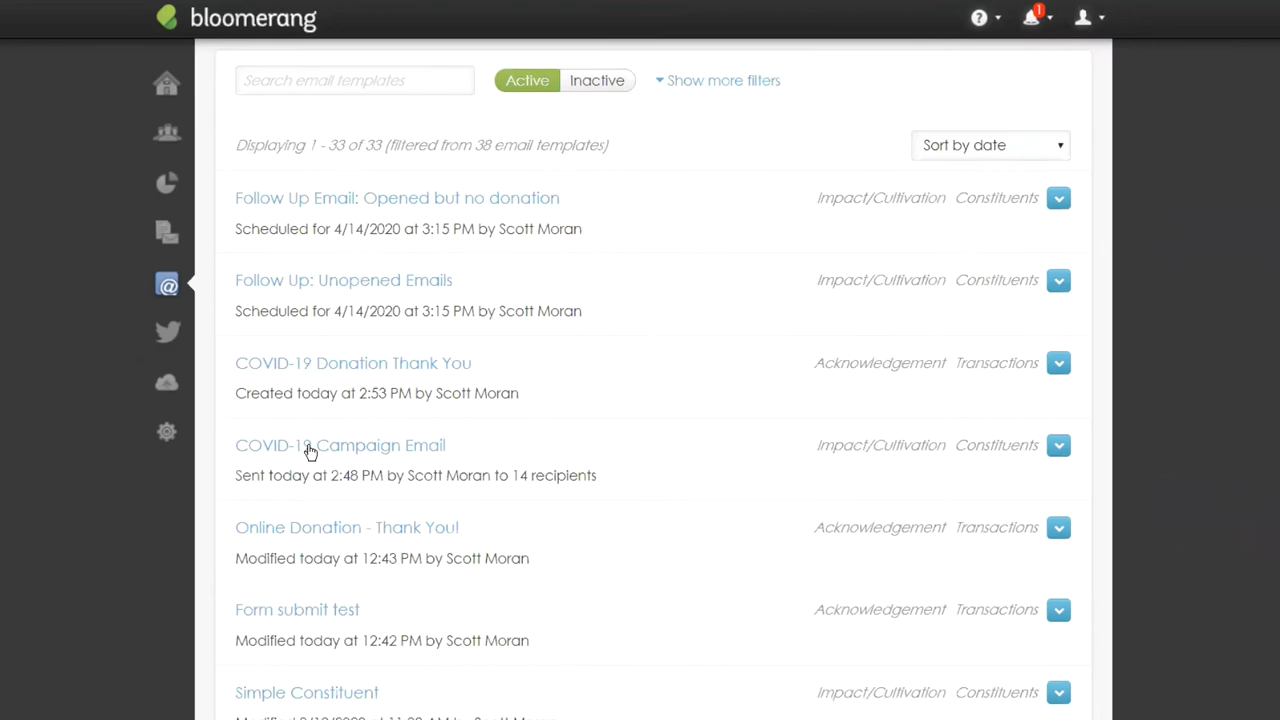 bloomerang
? 1
Search email templates Active Inactive Show more filters
Displaying 1 - 33 of 33 (filtered from 38 email templates) Sort by date
Follow Up Email: Opened but no donation Impact/Cultivation Constituents
Scheduled for 4/14/2020 at 3:15 PM by Scott Moran
Follow Up: Unopened Emails Impact/Cultivation Constituents
Scheduled for 4/14/2020 at 3:15 PM by Scott Moran
COVID-19 Donation Thank You Acknowledgement Transactions
Created today at 2:53 PM by Scott Moran
COVID-19 Campaign Email Impact/Cultivation Constituents
Sent today at 2:48 PM by Scott Moran to 14 recipients
Online Donation - Thank You! Acknowledgement Transactions
Modified today at 12:43 PM by Scott Moran
Form submit test Acknowledgement Transactions
Modified today at 12:42 PM by Scott Moran
Simple Constituent Impact/Cultivation Constituents